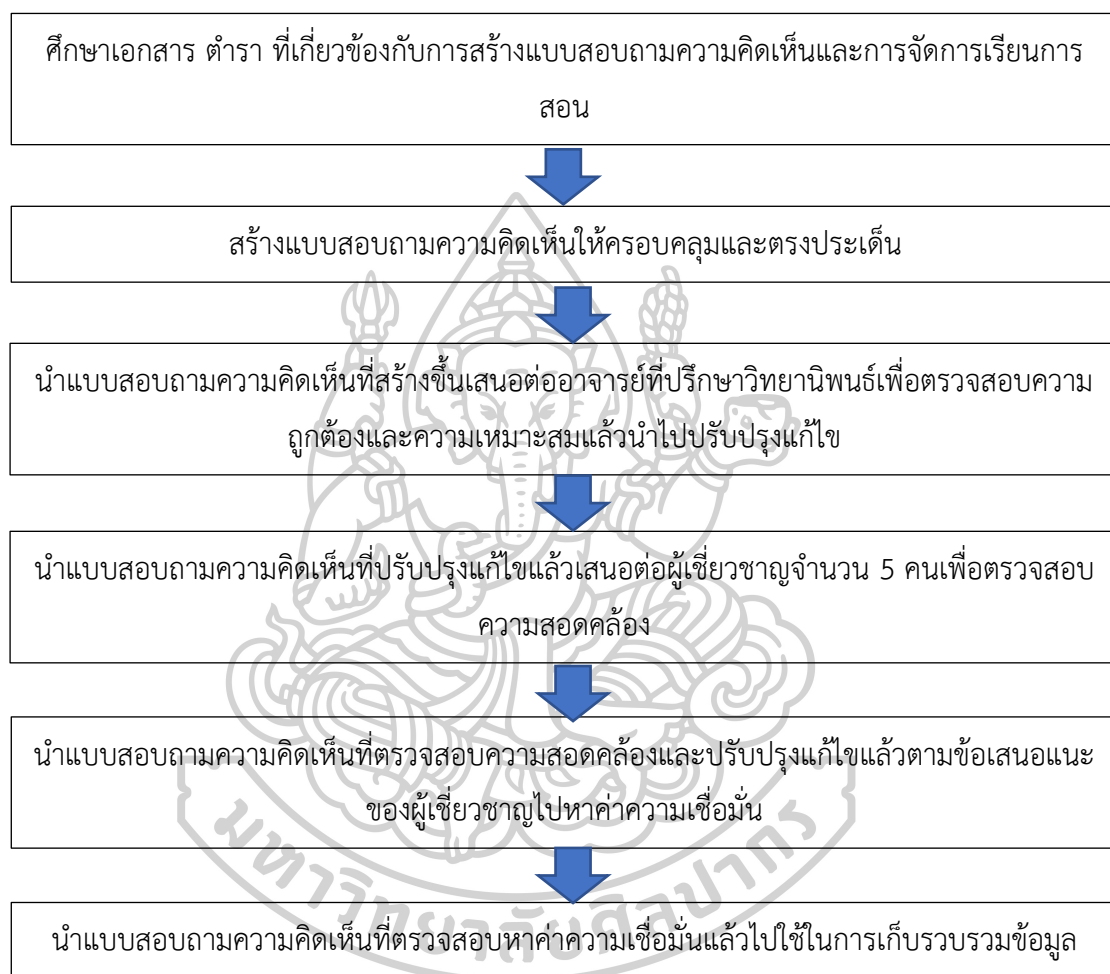 ศึกษาเอกสาร ตำรา ที่เกี่ยวข้องกับการสร้างแบบสอบถามความคิดเห็นและการจัดการเรียนการ
สอน
สร้างแบบสอบถามความคิดเห็นให้ครอบคลุมและตรงประเด็น
นำแบบสอบถามความคิดเห็นที่สร้างขึ้นเสนอต่ออาจารย์ที่ปรึกษาวิทยานิพนธ์เพื่อตรวจสอบความ
ถูกต้องและความเหมาะสมแล้วนำไปปรับปรุงแก้ไข
นำแบบสอบถามความคิดเห็นที่ปรับปรุงแก้ไขแล้วเสนอต่อผู้เชี่ยวชาญจำนวน 5 คนเพื่อตรวจสอบ
ความสอดคล้อง
นำแบบสอบถามความคิดเห็นที่ตรวจสอบความสอดคล้องและปรับปรุงแก้ไขแล้วตามข้อเสนอแนะ
ของผู้เชี่ยวชาญไปหาค่าความเชื่อมั่น
มหาวิทยาลัยศิลปากร
นำแบบสอบถามความคิดเห็นที่ตรวจสอบหาค่าความเชื่อมั่นแล้วไปใช้ในการเก็บรวบรวมข้อมูล